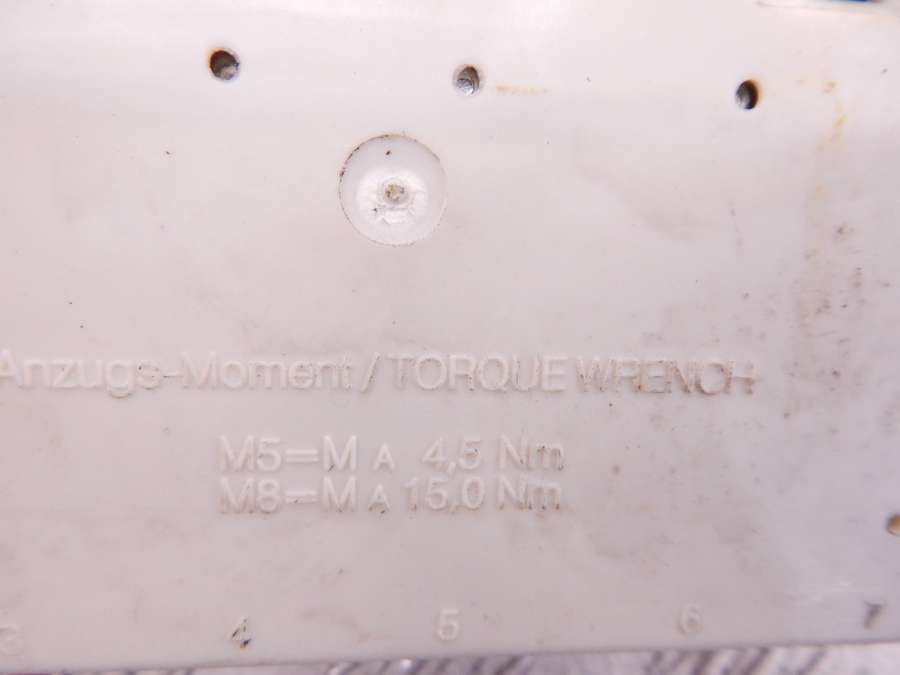 Anzugs-Moment/TORQUE WRENCH
M5=M A 4,5 Nm
M8=M A 15,0 Nm
3 4 5 6 7